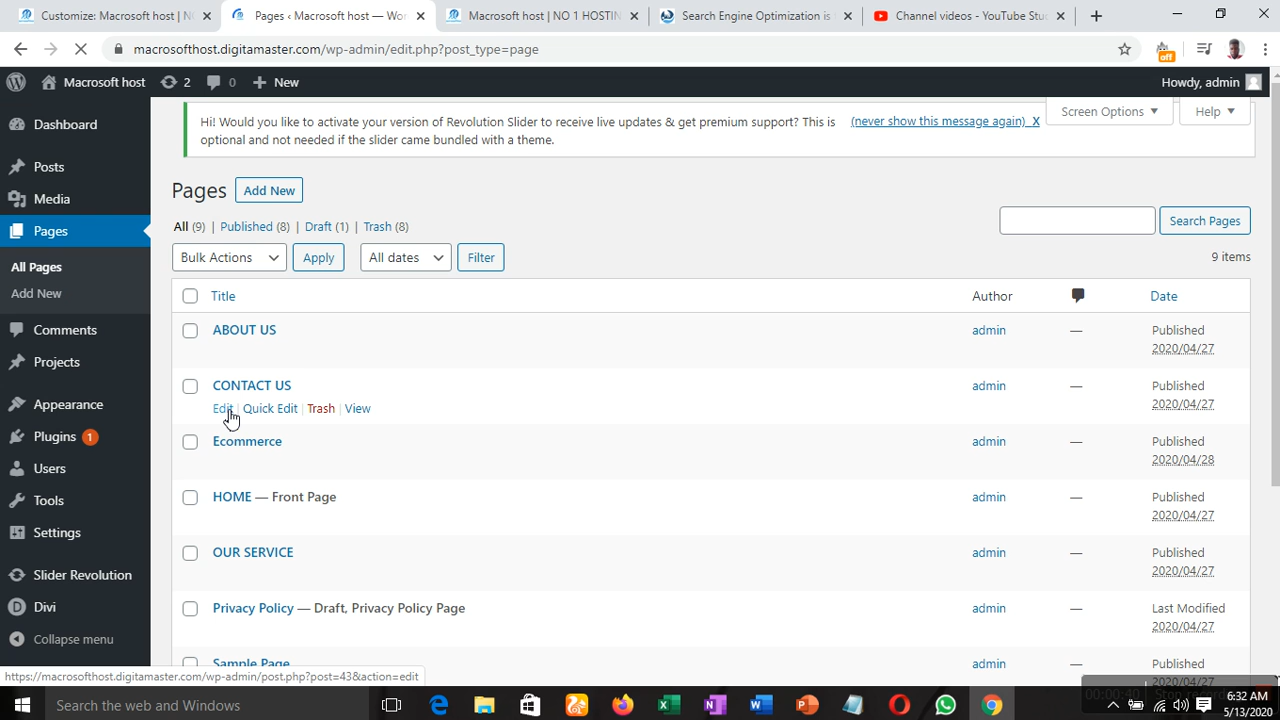 Customize: Macrosoft host | N
Pages ‹ Macrosoft host — Wor
Macrosoft host | NO 1 HOSTIN
Search Engine Optimization is
Channel videos - YouTube Stu
macrosofthost.digitamaster.com/wp-admin/edit.php?post_type=page
off
Macrosoft host 2 0 New
Howdy, admin
Hi! Would you like to activate your version of Revolution Slider to receive live updates & get premium support? This is
optional and not needed if the slider came bundled with a theme.
(never show this message again) X
Screen Options
Help
Dashboard
Posts
Media
Pages
All Pages
Add New
Comments
Projects
Appearance
Plugins 1
Users
Tools
Settings
Slider Revolution
Divi
Collapse menu
Pages Add New
All (9) | Published (8) | Draft (1) | Trash (8)
Search Pages
Bulk Actions Apply All dates Filter
9 items
Title Author Date
ABOUT US admin — Published
2020/04/27
CONTACT US admin — Published
2020/04/27
Edit | Quick Edit | Trash | View
Ecommerce admin — Published
2020/04/28
HOME — Front Page admin — Published
2020/04/27
OUR SERVICE admin — Published
2020/04/27
Privacy Policy — Draft, Privacy Policy Page admin — Last Modified
2020/04/27
Sample Page admin — Published
2020/04/27
https://macrosofthost.digitamaster.com/wp-admin/post.php?post=43&action=edit
00:00:40 Stop record
Search the web and Windows
6:32 AM
5/13/2020